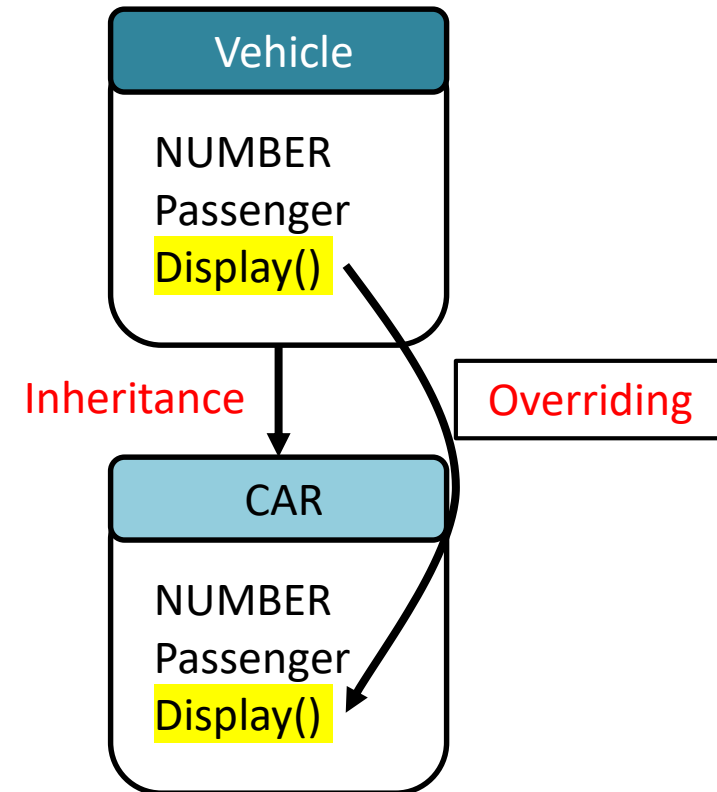 Vehicle
NUMBER
Passenger
Display()
Inheritance
Overriding
CAR
NUMBER
Passenger
Display()